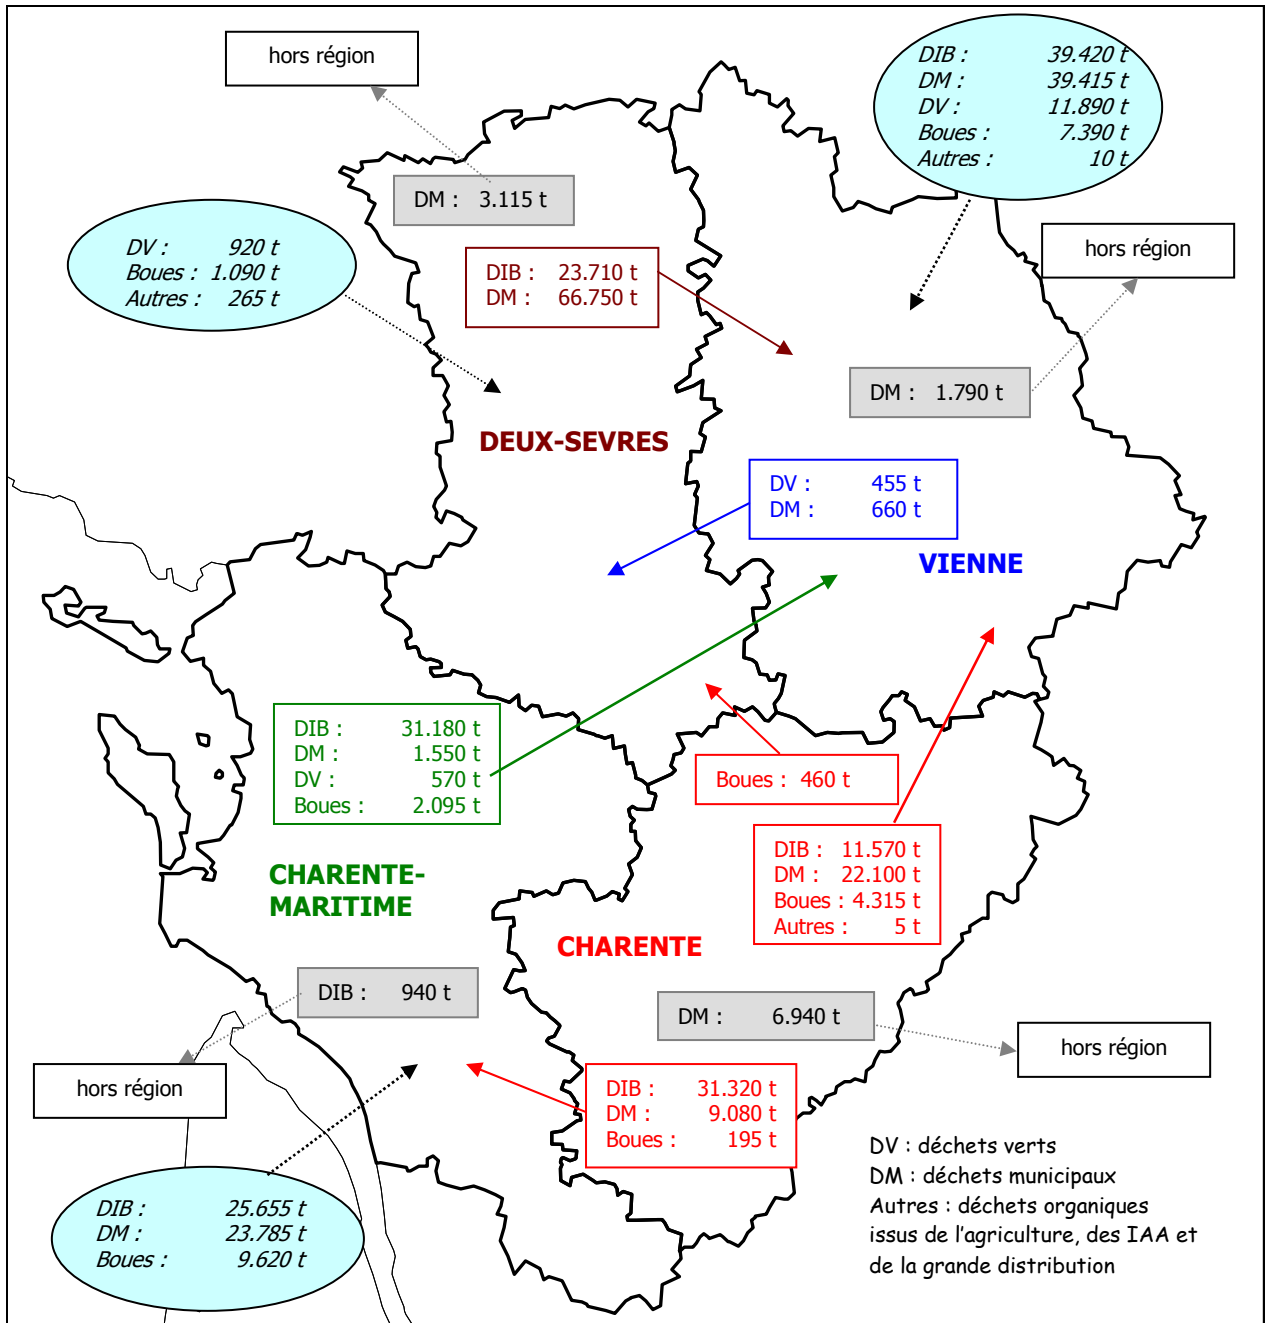 hors région
DIB : 39.420 t
DM : 39.415 t
DV : 11.890 t
Boues : 7.390 t
Autres : 10 t
DM : 3.115 t
DV : 920 t
Boues : 1.090 t
Autres : 265 t
hors région
DIB : 23.710 t
DM : 66.750 t
DM : 1.790 t
DEUX-SEVRES
DV : 455 t
DM : 660 t
VIENNE
DIB : 31.180 t
DM : 1.550 t
DV : 570 t
Boues : 2.095 t
Boues : 460 t
DIB : 11.570 t
DM : 22.100 t
Boues : 4.315 t
Autres : 5 t
CHARENTE-
MARITIME
CHARENTE
DIB : 940 t
DM : 6.940 t
hors région
hors région
DIB : 31.320 t
DM : 9.080 t
Boues : 195 t
DIB : 25.655 t
DM : 23.785 t
Boues : 9.620 t
DV : déchets verts
DM : déchets municipaux
Autres : déchets organiques
issus de l'agriculture, des IAA et
de la grande distribution